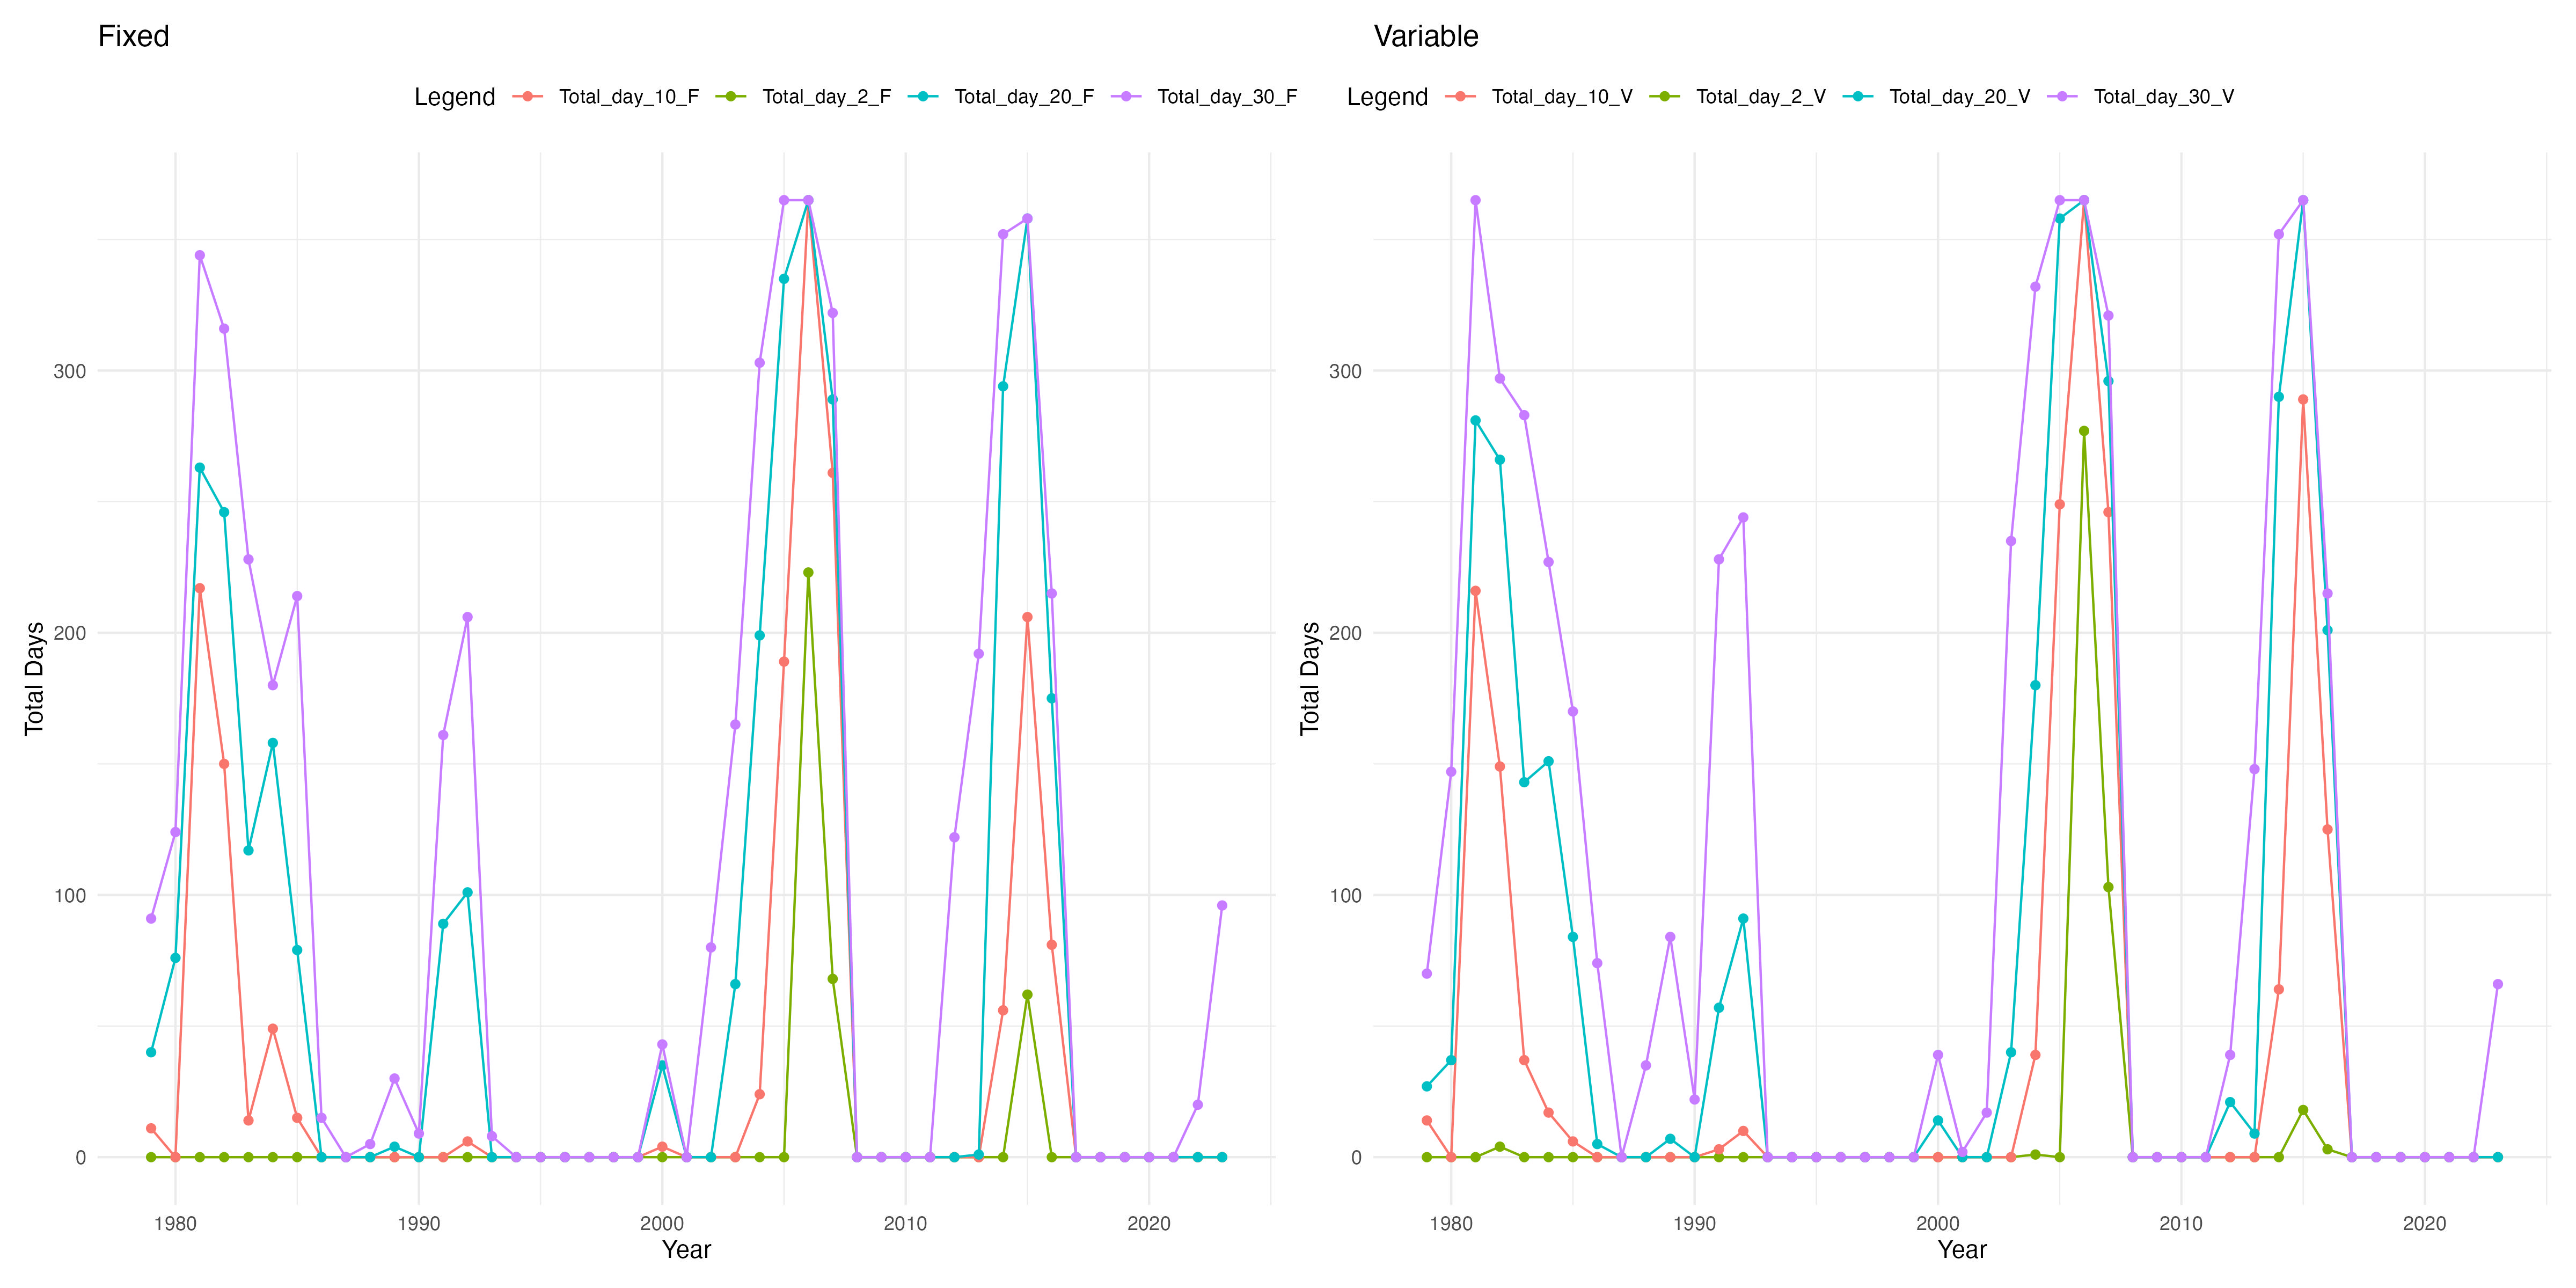 Fixed
Legend Total_day_10_F Total_day_2_F Total_day_20_F Total_day_30_F
Total Days
300
200
100
0
1980 1990 2000 2010 2020
Year
Variable
Legend Total_day_10_V Total_day_2_V Total_day_20_V Total_day_30_V
Total Days
300
200
100
0
1980 1990 2000 2010 2020
Year